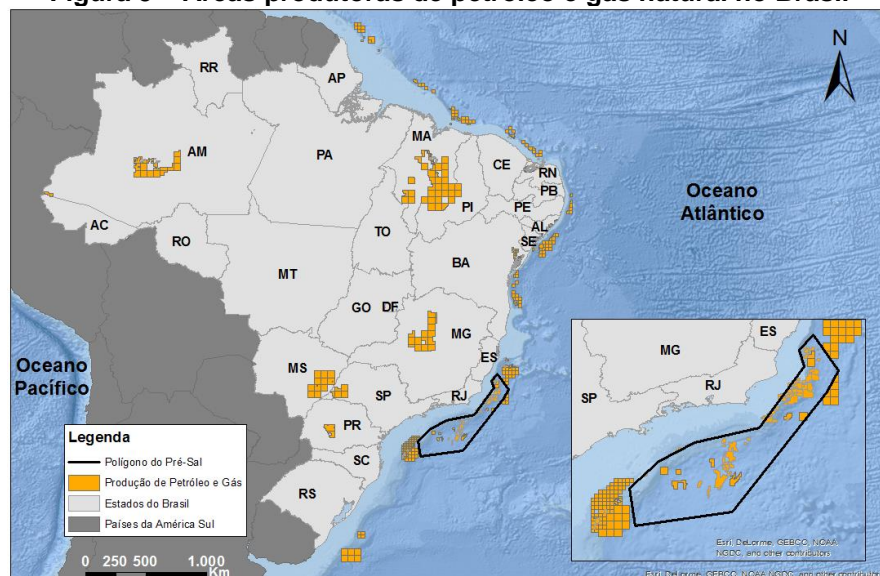 Figura 3 – Áreas produtoras de petróleo e gás natural no Brasil
N
RR
AP
AM
PA
MA
CE
RN
PB
PE
PI
AL
SE
AC
RO
TO
BA
MT
GO
DF
MG
ES
MS
SP
RJ
PR
SC
RS
Oceano
Atlântico
Oceano
Pacífico
Legenda
Polígono do Pré-Sal
Produção de Petróleo e Gás
Estados do Brasil
Países da América Sul
0 250 500 1.000
Km
ES
MG
RJ
SP
Esri, DeLorme, GEBCO, NOAA
NGDC, and other contributors
Esri, DeLorme, GEBCO, NOAA NGDC, and other contributors